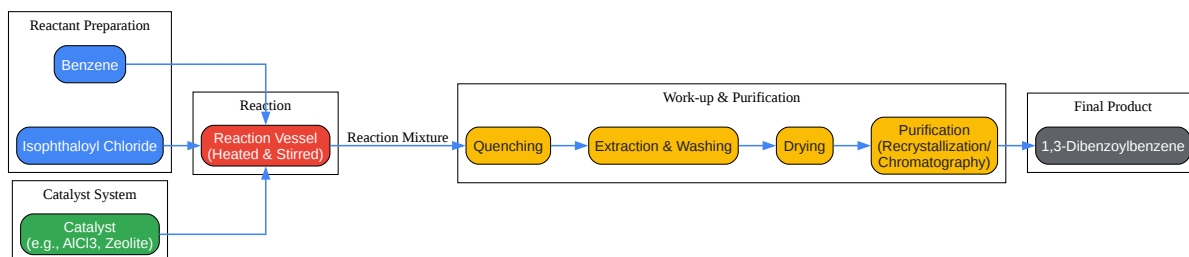 Reactant Preparation
Benzene
Isophthaloyl Chloride
Catalyst System
Catalyst
(e.g., AlCl3, Zeolite)
Reaction
Reaction Vessel
(Heated & Stirred)
Reaction Mixture
Work-up & Purification
Quenching
Extraction & Washing
Drying
Purification
(Recrystallization/
Chromatography)
Final Product
1,3-Dibenzoylbenzene